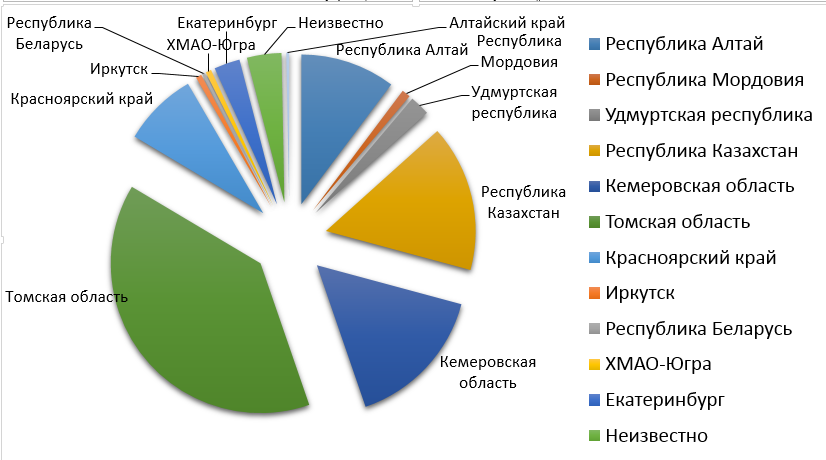 Республика
Беларусь
Екатеринбург
Неизвестно
Алтайский край
ХМАО-Югра
Республика Алтай
Республика
Мордовия
Иркутск
Удмуртская
республика
Красноярский край
Республика
Казахстан
Томская область
Кемеровская
область
Республика Алтай
Республика Мордовия
Удмуртская республика
Республика Казахстан
Кемеровская область
Томская область
Красноярский край
Иркутск
Республика Беларусь
ХМАО-Югра
Екатеринбург
Неизвестно